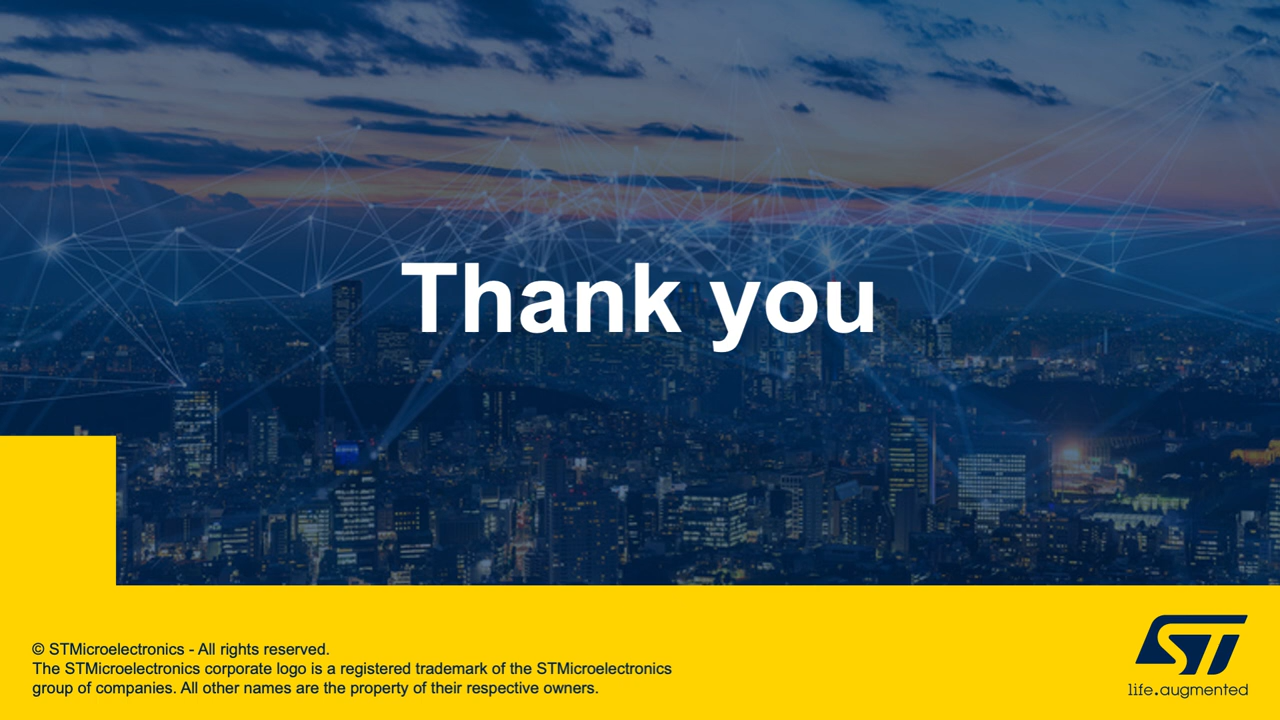 Thank you
© STMicroelectronics - All rights reserved.
The STMicroelectronics corporate logo is a registered trademark of the STMicroelectronics
group of companies. All other names are the property of their respective owners.
ST
life.augmented